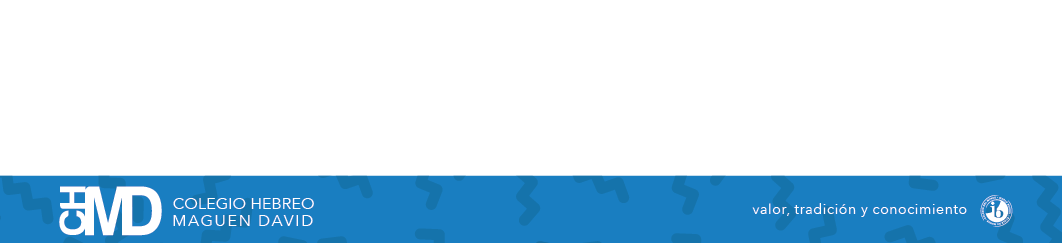 CHMD
COLEGIO HEBREO
MAGUEN DAVID
valor, tradición y conocimiento
ib